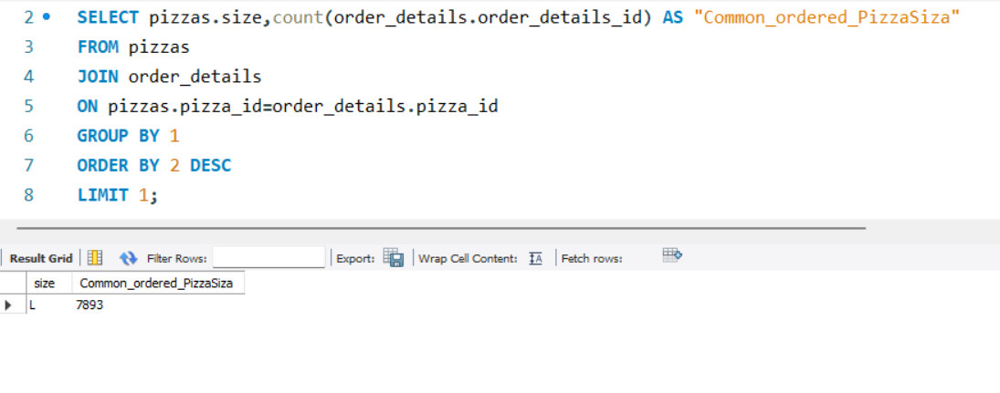 2 SELECT pizzas.size,count(order_details.order_details_id) AS "Common_ordered_PizzaSiza"
3 FROM pizzas
4 JOIN order_details
5 ON pizzas.pizza_id=order_details.pizza_id
6 GROUP BY 1
7 ORDER BY 2 DESC
8 LIMIT 1;
Result Grid Filter Rows: Export: Wrap Cell Content: IA Fetch rows:
size Common_ordered_PizzaSiza
L 7893